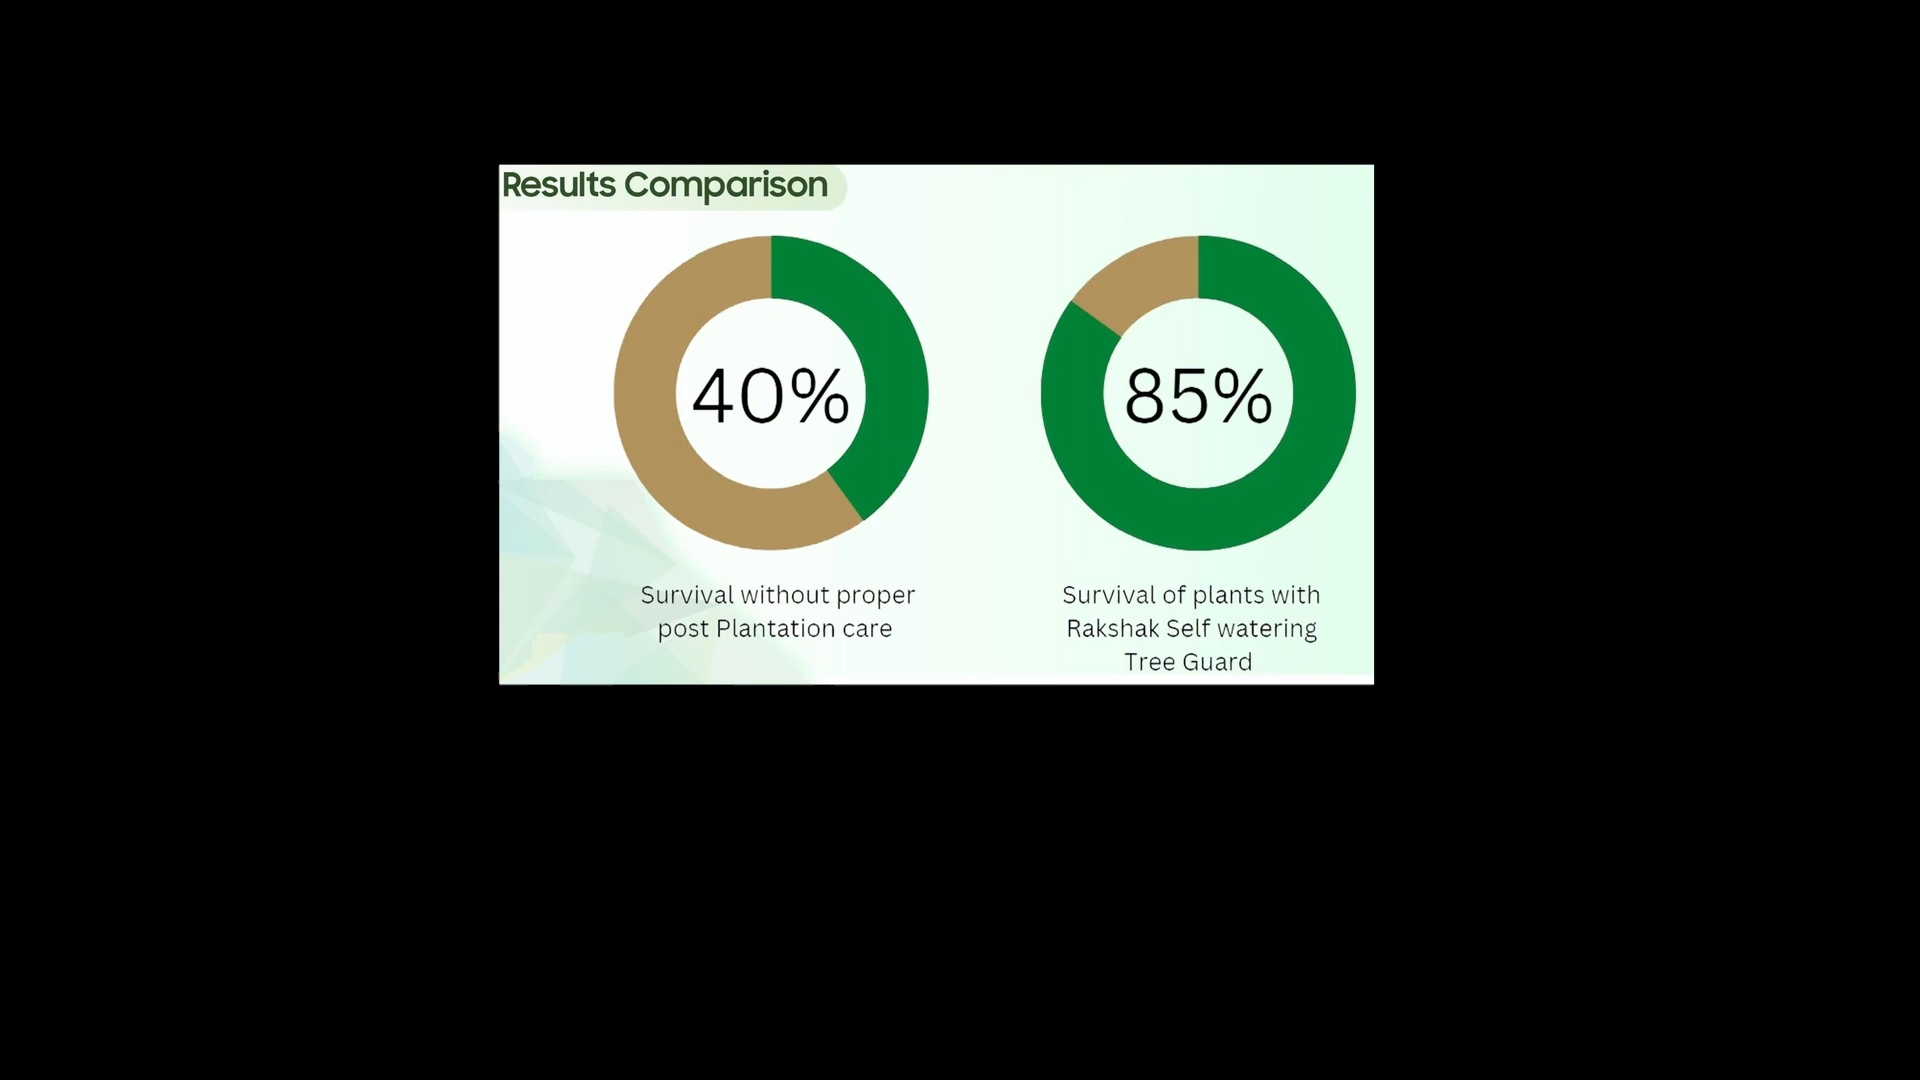 Results Comparison
40%
85%
Survival without proper
post Plantation care
Survival of plants with
Rakshak Self watering
Tree Guard